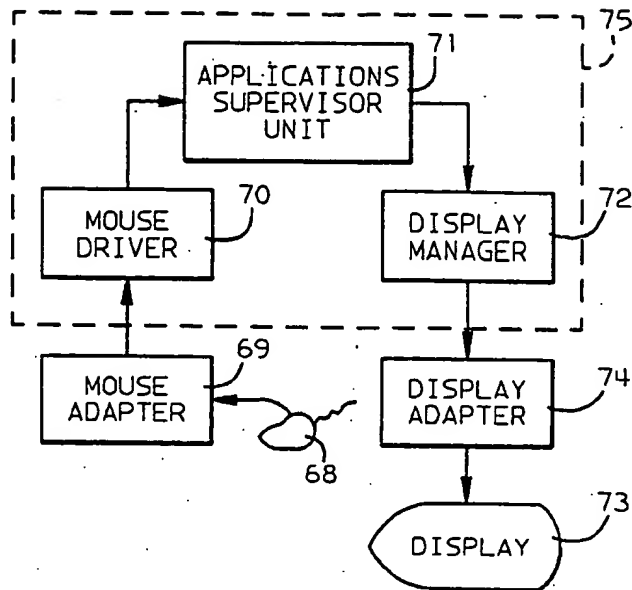 75
71
APPLICATIONS
SUPERVISOR
UNIT
70
MOUSE
DRIVER
72
DISPLAY
MANAGER
69
MOUSE
ADAPTER
68
74
DISPLAY
ADAPTER
73
DISPLAY